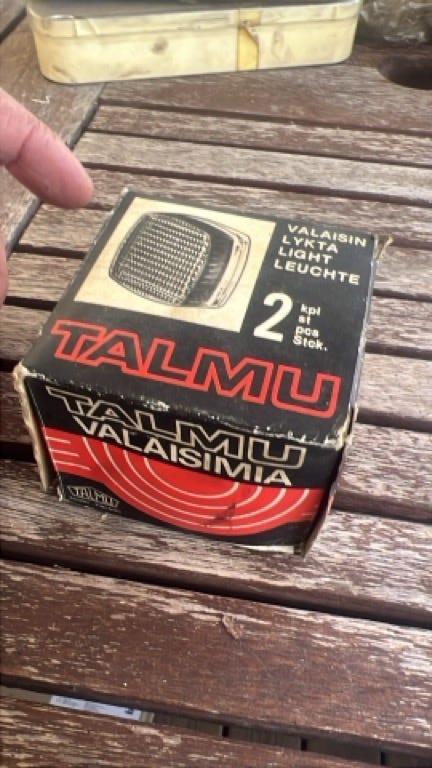 VALAISIN
LYKTA
LIGHT
LEUCHTE
2 kpl
st
pcs
Stck.
TALMU
TALMU
VALAISIMIA
TALMU